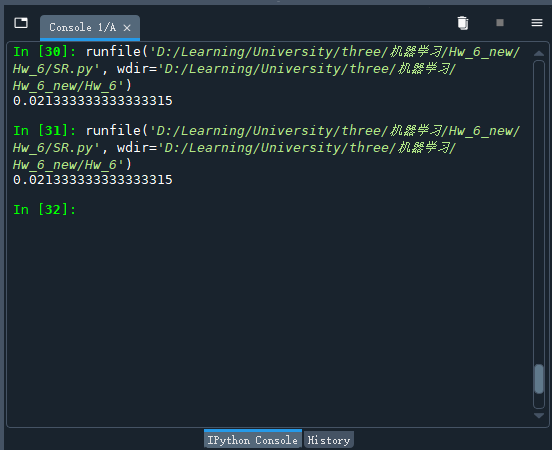 Console 1/A
In [30]: runfile('D:/Learning/University/three/机器学习/Hw_6_new/
Hw_6/SR.py', wdir='D:/Learning/University/three/机器学习/
Hw_6_new/Hw_6')
0.021333333333333315
In [31]: runfile('D:/Learning/University/three/机器学习/Hw_6_new/
Hw_6/SR.py', wdir='D:/Learning/University/three/机器学习/
Hw_6_new/Hw_6')
0.021333333333333315
In [32]:
IPython Console History